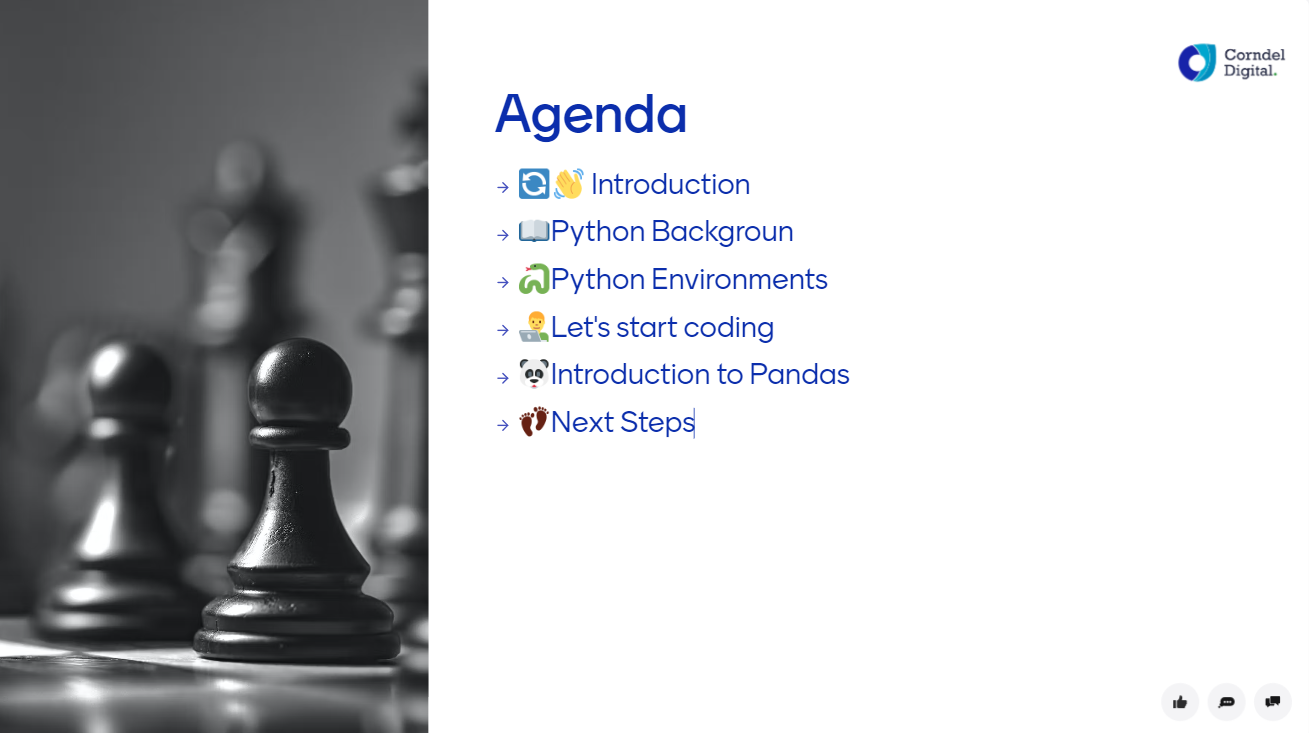 Corndel
Digital.
Agenda
→ 🔄👋 Introduction
→ 📖Python Backgroun
→ 🐍Python Environments
→ 👨‍💻Let's start coding
→ 🐼Introduction to Pandas
→ 👣Next Steps